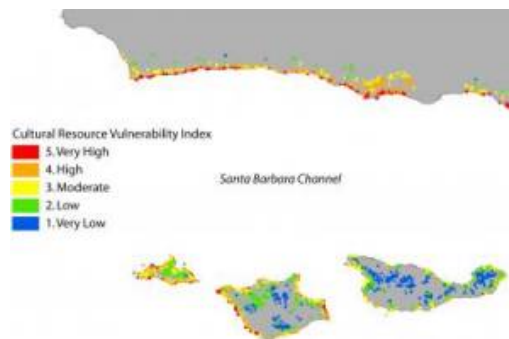 Cultural Resource Vulnerability Index
5. Very High
4. High
3. Moderate
2. Low
1. Very Low
Santa Barbara Channel